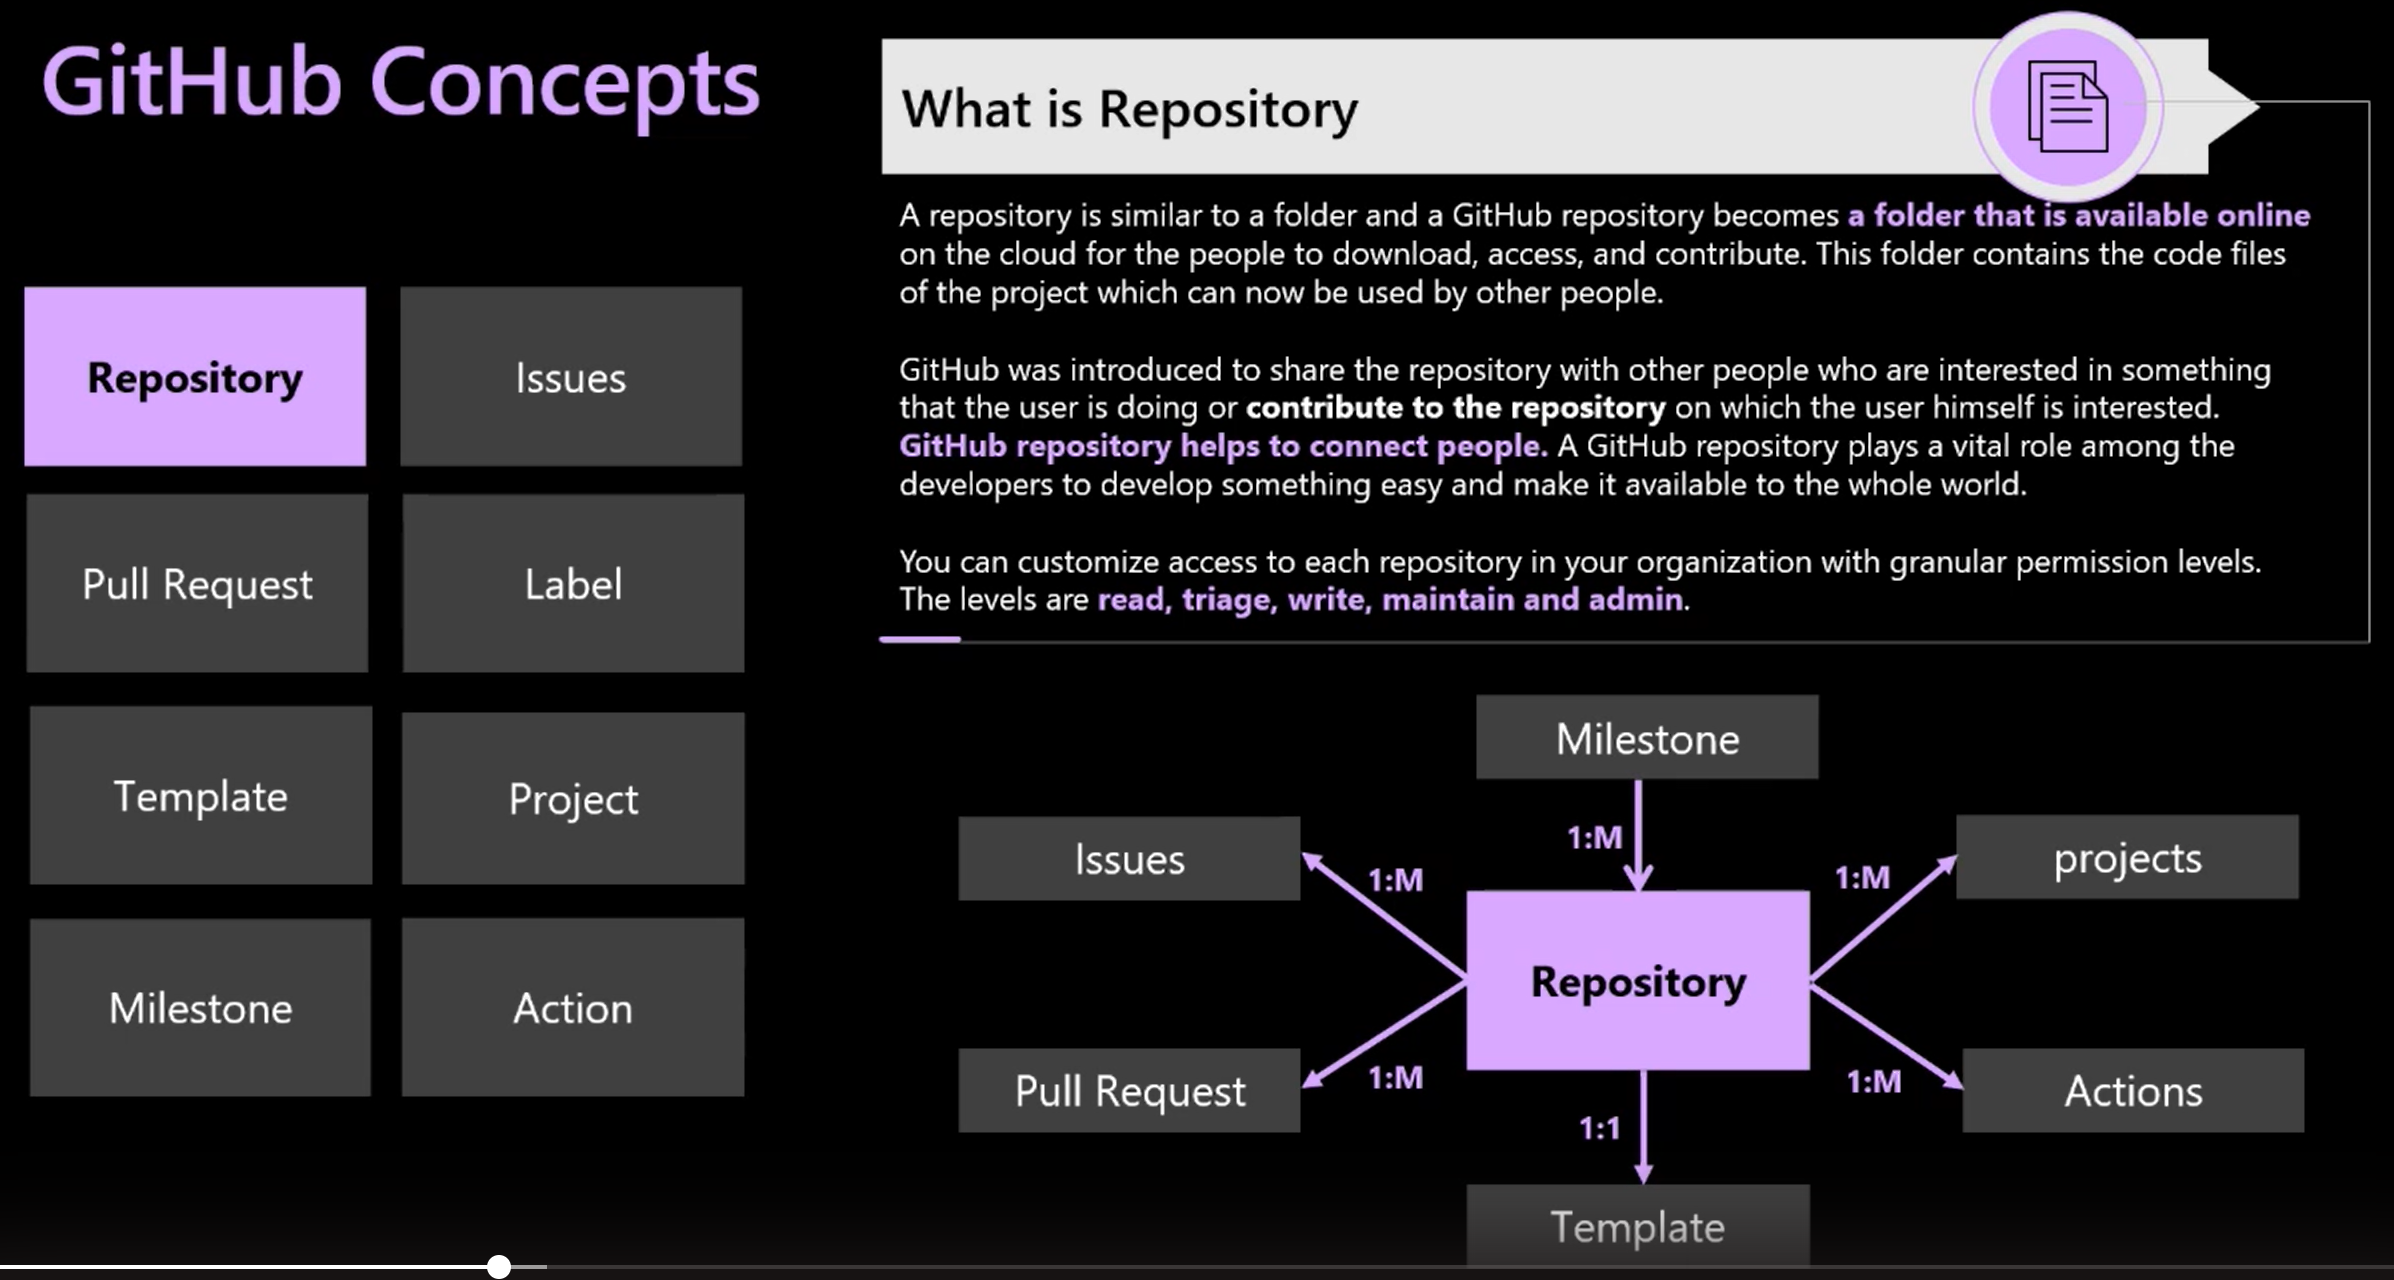 GitHub Concepts
Repository
Issues
Pull Request
Label
Template
Project
Milestone
Action
What is Repository
A repository is similar to a folder and a GitHub repository becomes a folder that is available online
on the cloud for the people to download, access, and contribute. This folder contains the code files
of the project which can now be used by other people.
GitHub was introduced to share the repository with other people who are interested in something
that the user is doing or contribute to the repository on which the user himself is interested.
GitHub repository helps to connect people. A GitHub repository plays a vital role among the
developers to develop something easy and make it available to the whole world.
You can customize access to each repository in your organization with granular permission levels.
The levels are read, triage, write, maintain and admin.
Milestone
1:M
Issues
1:M
1:M
projects
Repository
Pull Request
1:M
1:M
Actions
1:1
Template